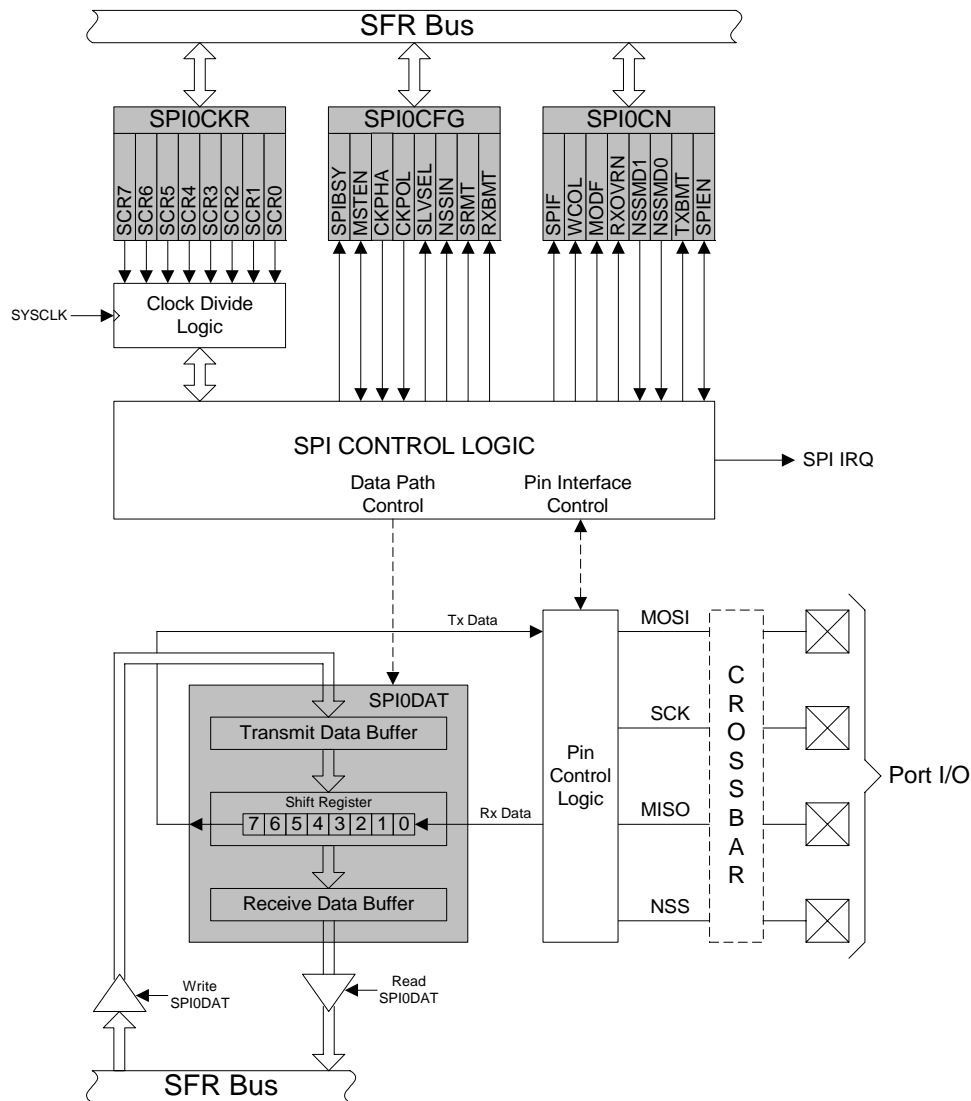 SFR Bus
SPI0CKR
SPI0CFG
SPI0CN
SCR7
SCR6
SCR5
SCR4
SCR3
SCR2
SCR1
SCR0
SPIBSY
MSTEN
CKPHA
CKPOL
SLVSEL
NSSIN
SRMT
RXBMT
SPIF
WCOL
MODF
RXOVRN
NSSMD1
NSSMD0
TXBMT
SPIEN
SYSCLK
Clock Divide
Logic
SPI CONTROL LOGIC
SPI IRQ
Data Path
Control
Pin Interface
Control
Tx Data
MOSI
SPI0DAT
Transmit Data Buffer
SCK
Pin
Control
Logic
CROSSBAR
Port I/O
Shift Register
7 6 5 4 3 2 1 0
Rx Data
MISO
Receive Data Buffer
NSS
Write
SPI0DAT
Read
SPI0DAT
SFR Bus